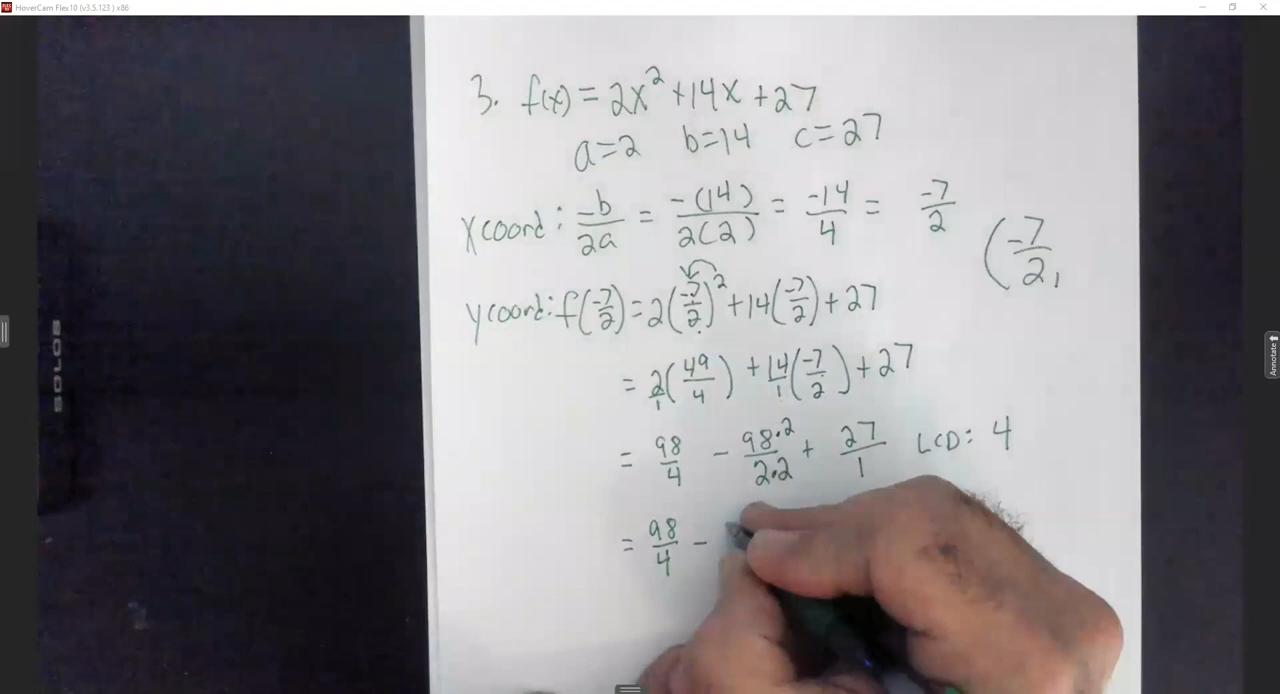 HoverCam Flex10 (v3.5.123) x86
3. f(x) = 2x² + 14x + 27
a = 2 b = 14 c = 27
x coord: -b/2a = -(14)/2(2) = -14/4 = -7/2
(-7/2,
y coord: f(-7/2) = 2(-7/2)² + 14(-7/2) + 27
= 2/1(49/4) + 14/1(-7/2) + 27
= 98/4 - 98·2/2·2 + 27/1 LCD: 4
= 98/4 -
SOLO8
Annotate